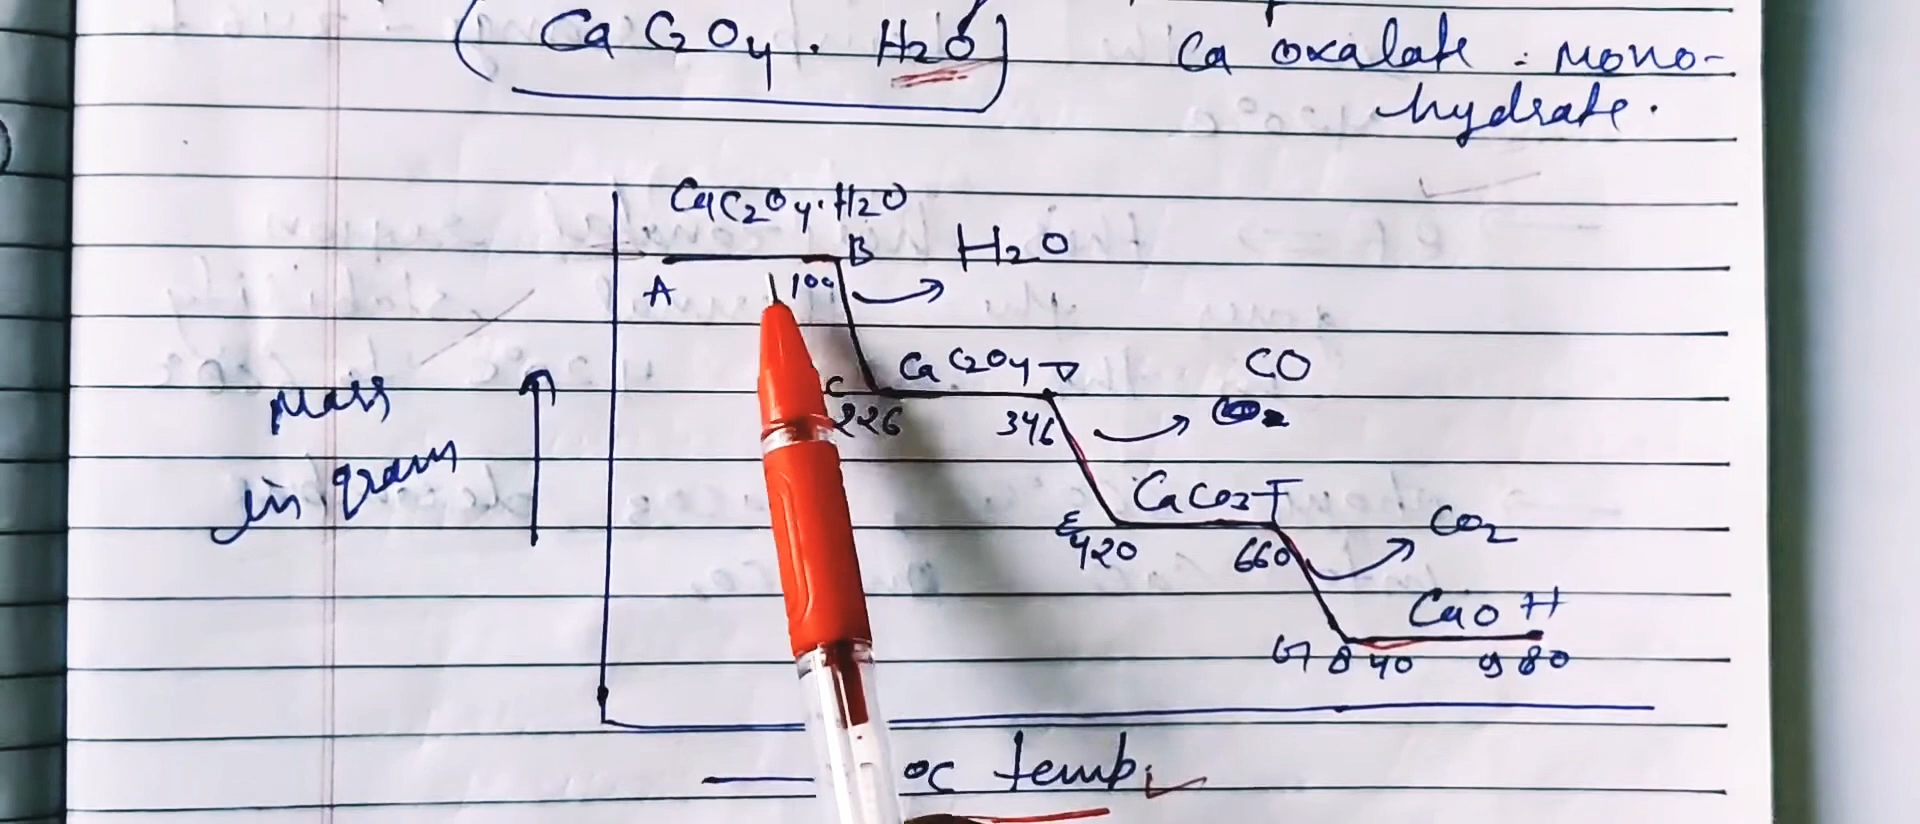 (CaC2O4. H2O)
Ca oxalate : Mono-
hydrate.
CaC2O4.H2O
A 100 B H2O
CaC2O4 D CO
C 226 346
CaCO3 F
E 420 660 CO2
CaO H
G 840 980
Mass
in gram
°C temp.